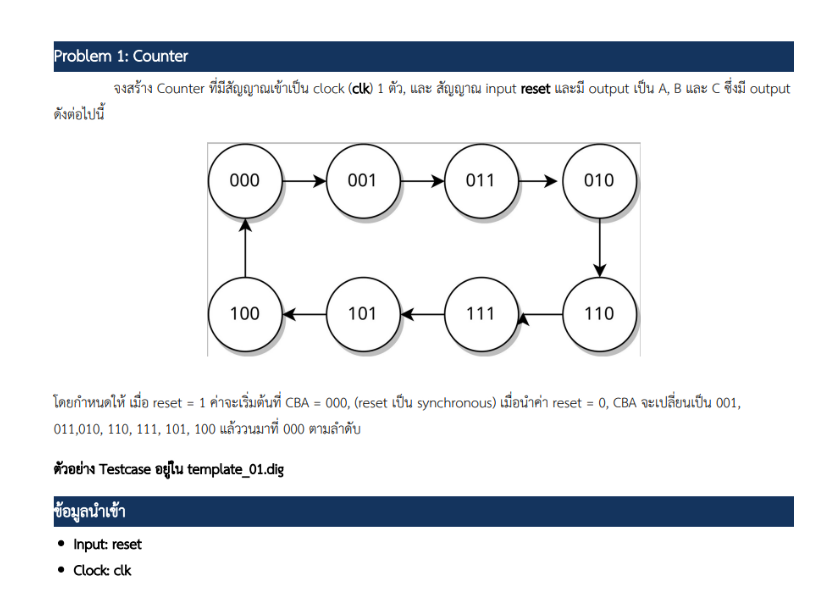 Problem 1: Counter
จงสร้าง Counter ที่มีสัญญาณเข้าเป็น clock (clk) 1 ตัว, และ สัญญาณ input reset และมี output เป็น A, B และ C ซึ่งมี output
ดังต่อไปนี้
000 001 011 010
100 101 111 110
โดยกำหนดให้ เมื่อ reset = 1 ค่าจะเริ่มต้นที่ CBA = 000, (reset เป็น synchronous) เมื่อนำค่า reset = 0, CBA จะเปลี่ยนเป็น 001,
011,010, 110, 111, 101, 100 แล้ววนมาที่ 000 ตามลำดับ
ตัวอย่าง Testcase อยู่ใน template_01.dig
ข้อมูลนำเข้า
• Input: reset
• Clock: clk